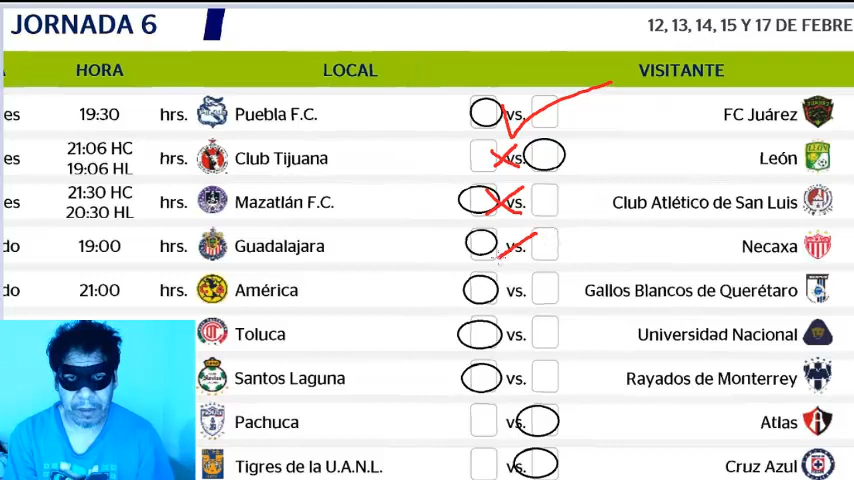 JORNADA 6
12, 13, 14, 15 Y 17 DE FEBRE
HORA LOCAL VISITANTE
es 19:30 hrs. Puebla F.C. vs. FC Juárez
es 21:06 HC 19:06 HL hrs. Club Tijuana vs. León
es 21:30 HC 20:30 HL hrs. Mazatlán F.C. vs. Club Atlético de San Luis
do 19:00 hrs. Guadalajara vs. Necaxa
do 21:00 hrs. América vs. Gallos Blancos de Querétaro
Toluca vs. Universidad Nacional
Santos Laguna vs. Rayados de Monterrey
Pachuca vs. Atlas
Tigres de la U.A.N.L. vs. Cruz Azul